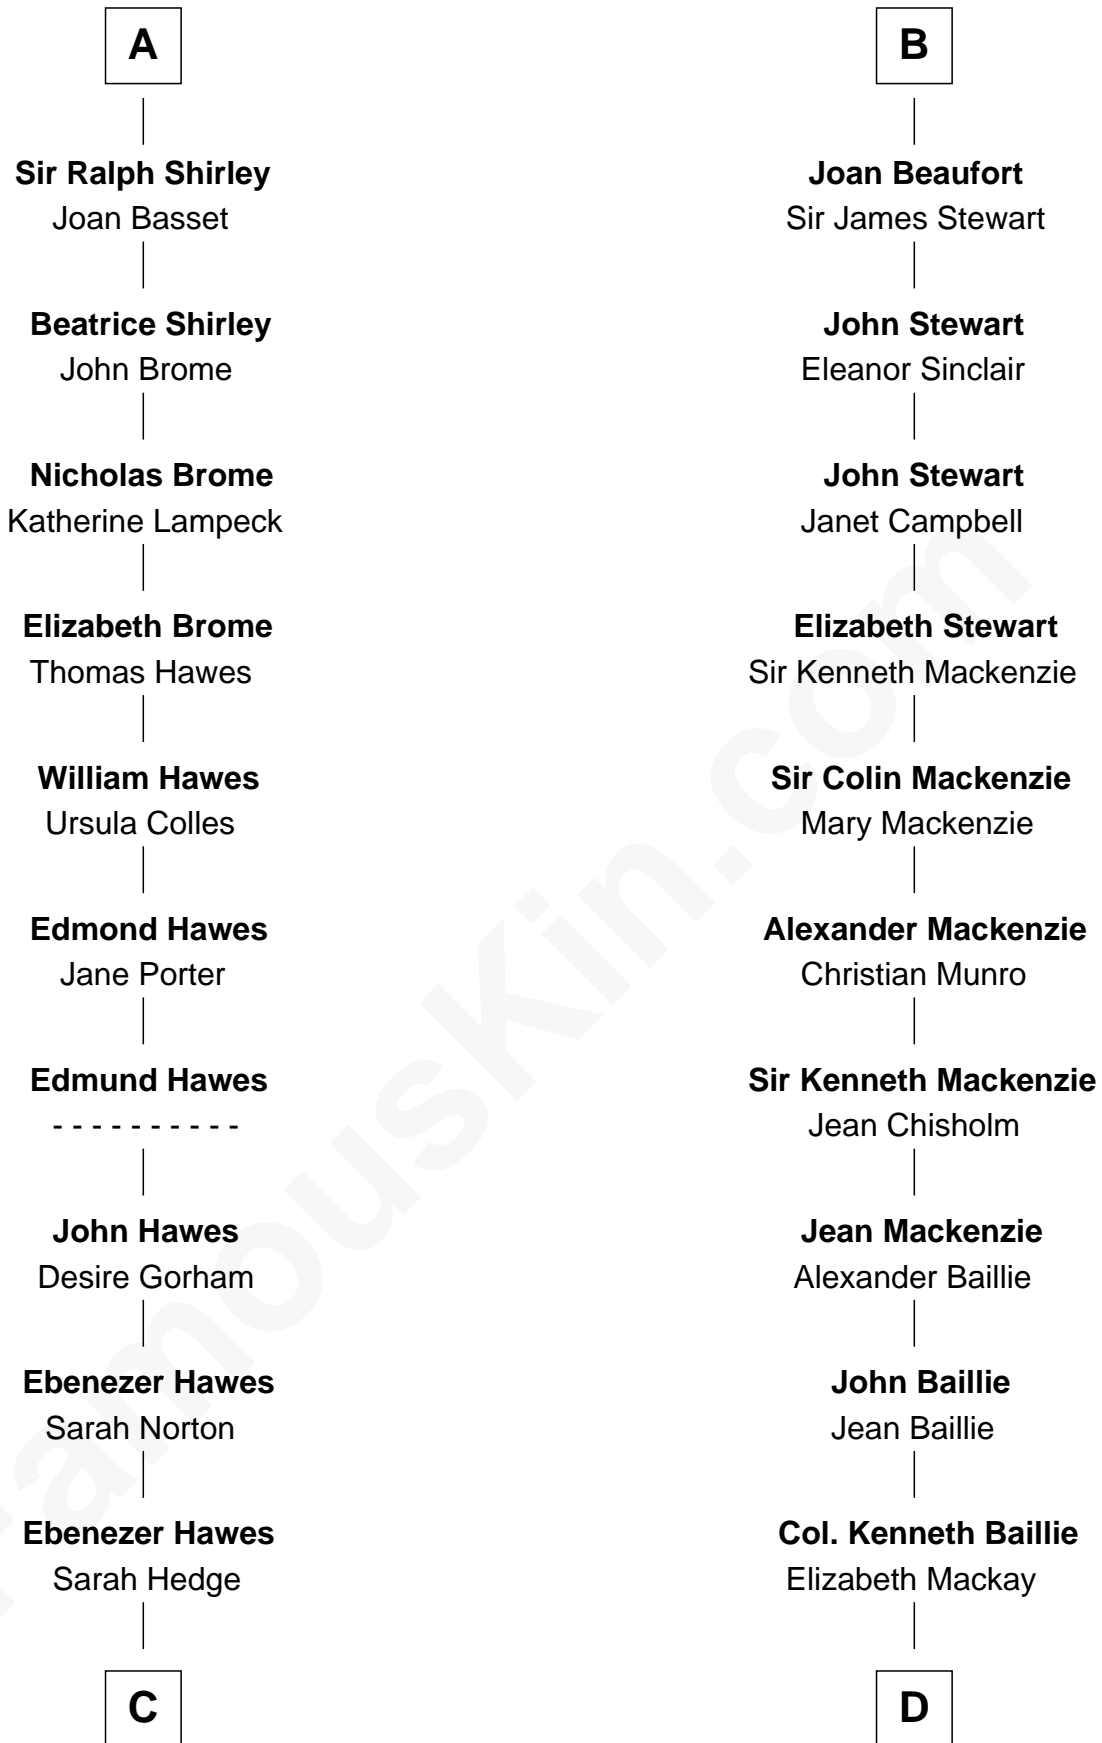 A
Sir Ralph Shirley
Joan Basset
Beatrice Shirley
John Brome
Nicholas Brome
Katherine Lampeck
Elizabeth Brome
Thomas Hawes
William Hawes
Ursula Colles
Edmond Hawes
Jane Porter
Edmund Hawes
- - - - - - - - - -
John Hawes
Desire Gorham
Ebenezer Hawes
Sarah Norton
Ebenezer Hawes
Sarah Hedge
C
B
Joan Beaufort
Sir James Stewart
John Stewart
Eleanor Sinclair
John Stewart
Janet Campbell
Elizabeth Stewart
Sir Kenneth Mackenzie
Sir Colin Mackenzie
Mary Mackenzie
Alexander Mackenzie
Christian Munro
Sir Kenneth Mackenzie
Jean Chisholm
Jean Mackenzie
Alexander Baillie
John Baillie
Jean Baillie
Col. Kenneth Baillie
Elizabeth Mackay
D
FamousKin.com